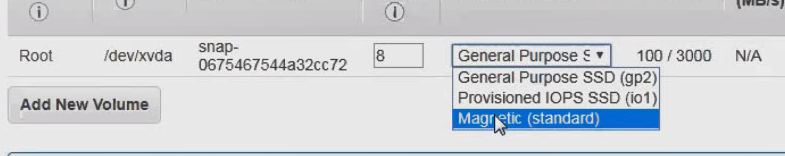 (MB/s)
Root /dev/xvda snap-0675467544a32cc72 8 General Purpose S 100 / 3000 N/A
General Purpose SSD (gp2)
Provisioned IOPS SSD (io1)
Magnetic (standard)
Add New Volume